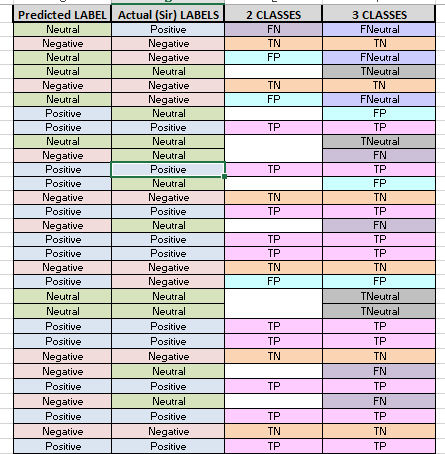 Predicted LABEL Actual (Sir) LABELS 2 CLASSES 3 CLASSES
Neutral Positive FN FNeutral
Negative Negative TN TN
Neutral Negative FP FNeutral
Neutral Neutral TNeutral
Negative Negative TN TN
Neutral Negative FP FNeutral
Positive Neutral FP
Positive Positive TP TP
Neutral Neutral TNeutral
Negative Neutral FN
Positive Positive TP TP
Positive Neutral FP
Negative Negative TN TN
Positive Positive TP TP
Negative Neutral FN
Positive Positive TP TP
Positive Positive TP TP
Negative Negative TN TN
Positive Negative FP FP
Neutral Neutral TNeutral
Neutral Neutral TNeutral
Positive Positive TP TP
Positive Positive TP TP
Negative Negative TN TN
Negative Neutral FN
Positive Positive TP TP
Negative Neutral FN
Positive Positive TP TP
Negative Negative TN TN
Positive Positive TP TP